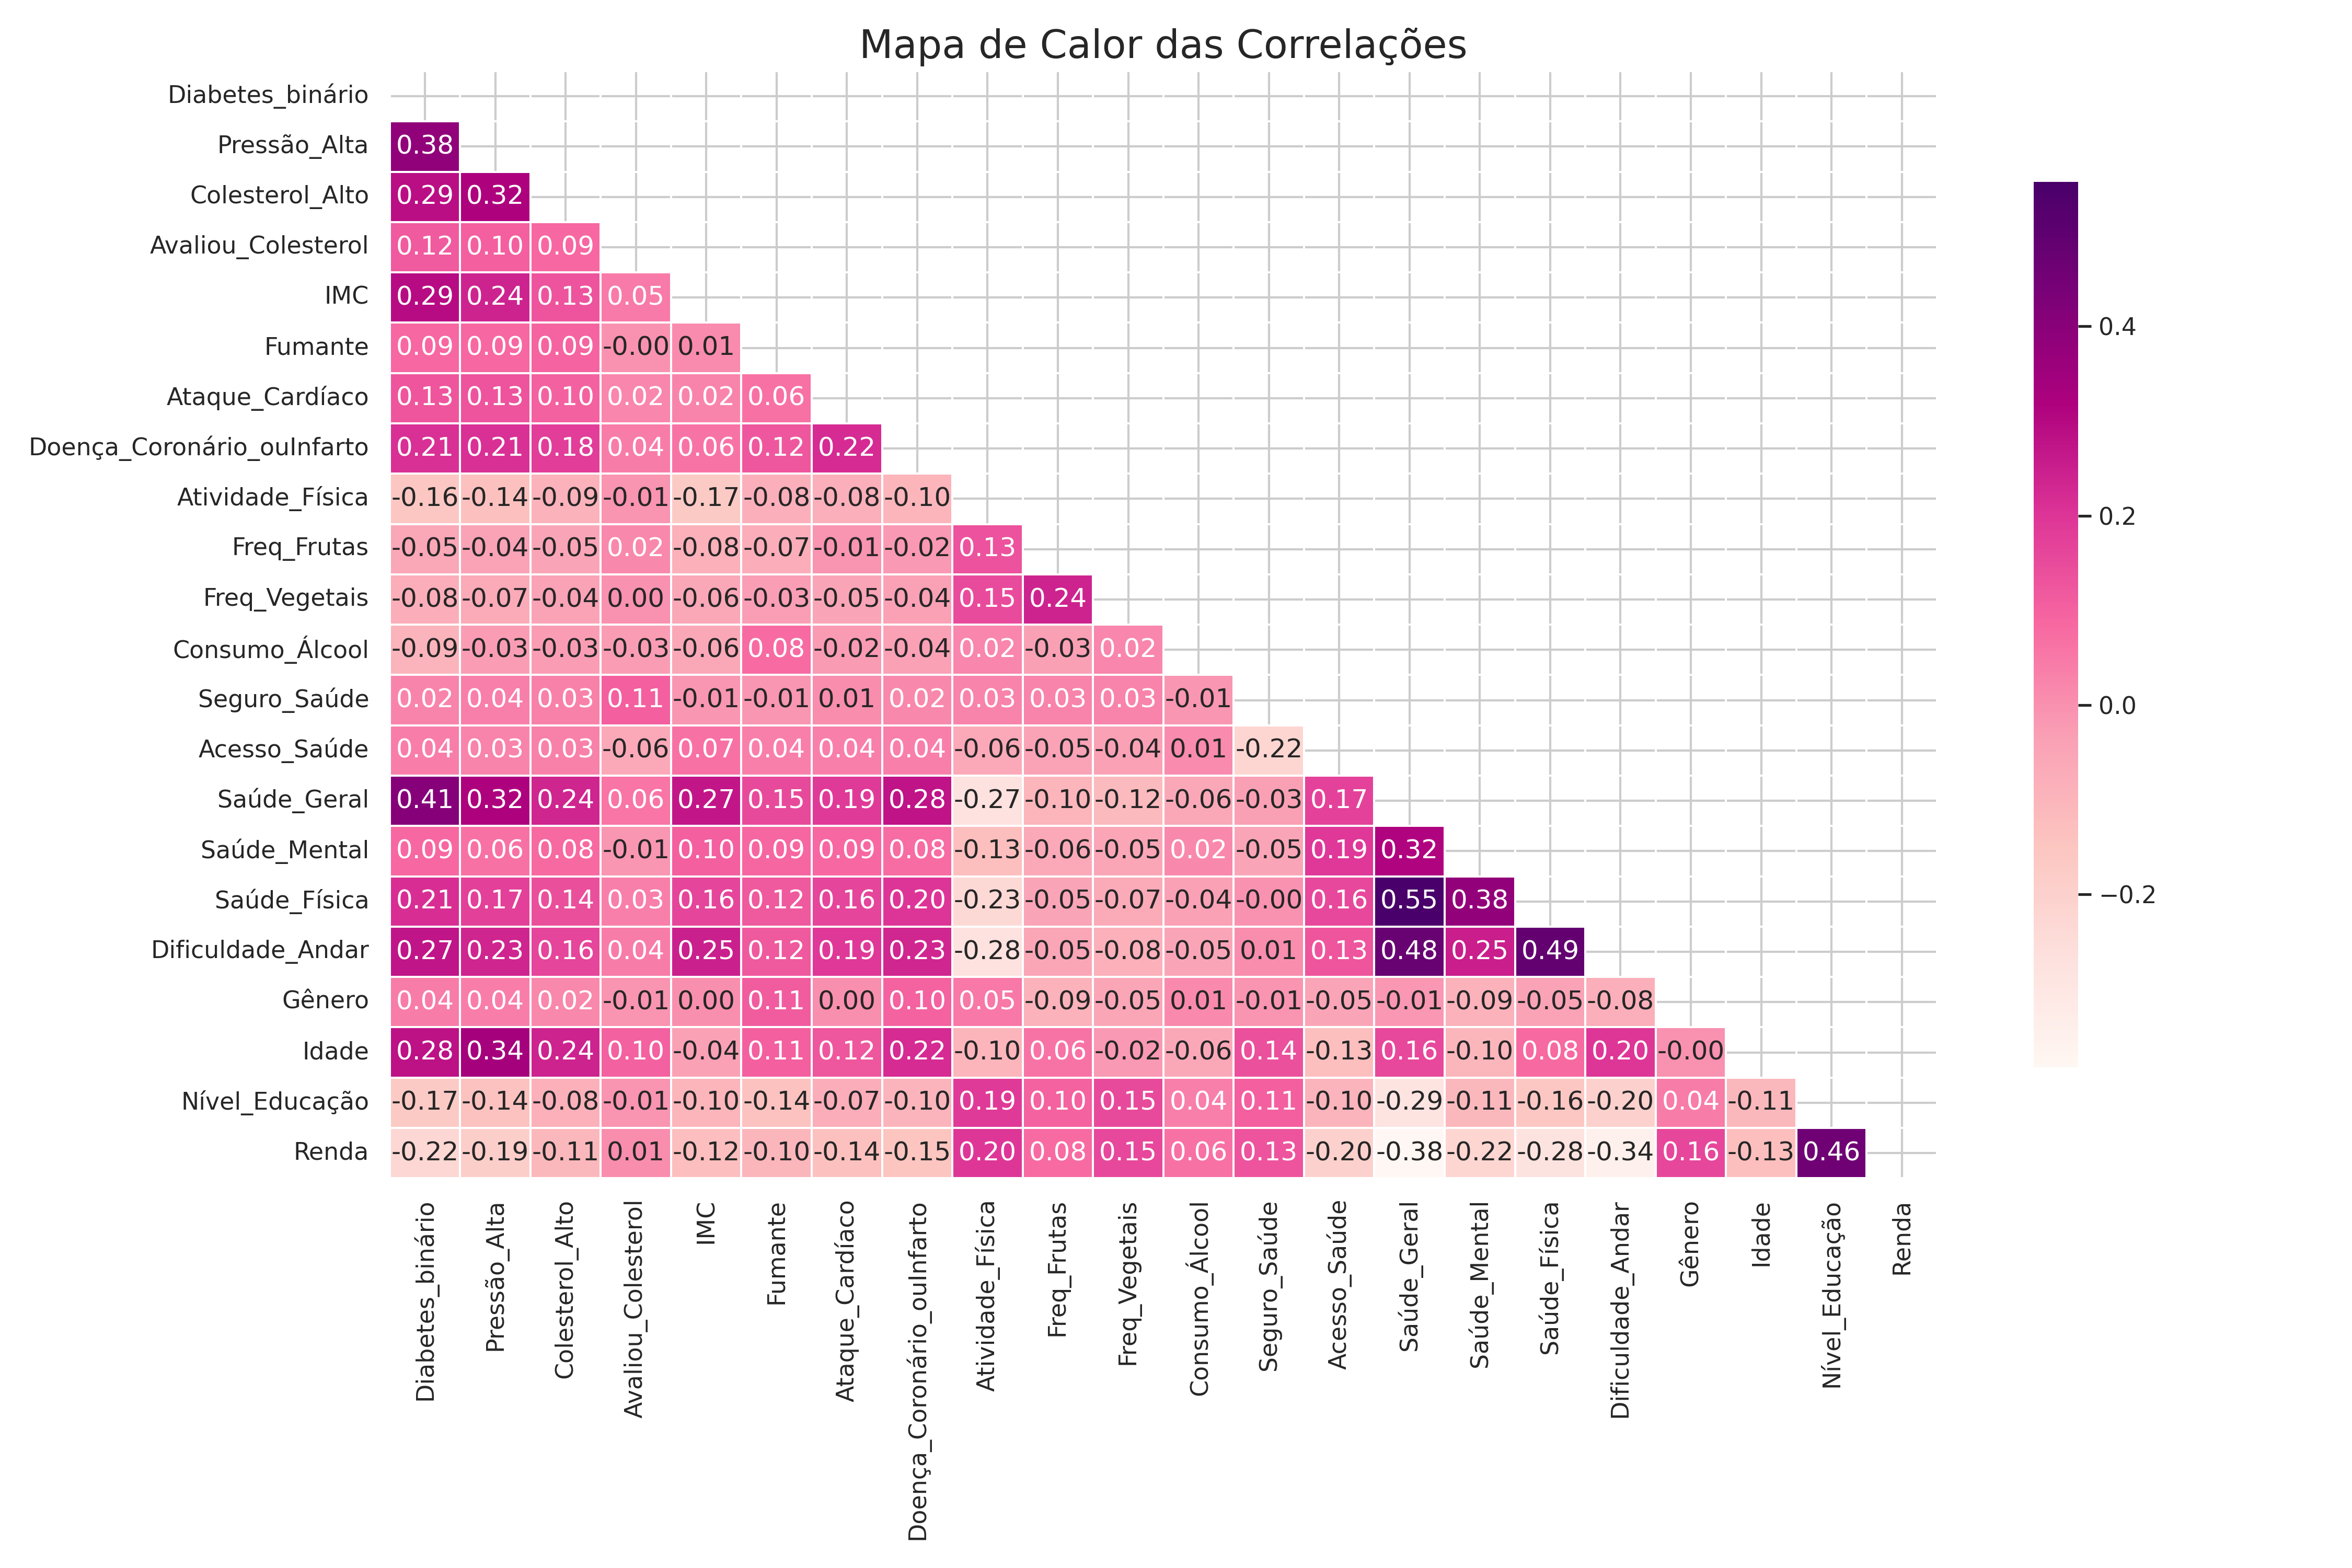 Mapa de Calor das Correlações
Diabetes_binário
Pressão_Alta 0.38
Colesterol_Alto 0.29 0.32
Avaliou_Colesterol 0.12 0.10 0.09
IMC 0.29 0.24 0.13 0.05
Fumante 0.09 0.09 0.09 -0.00 0.01
Ataque_Cardíaco 0.13 0.13 0.10 0.02 0.02 0.06
Doença_Coronário_ouInfarto 0.21 0.21 0.18 0.04 0.06 0.12 0.22
Atividade_Física -0.16 -0.14 -0.09 -0.01 -0.17 -0.08 -0.08 -0.10
Freq_Frutas -0.05 -0.04 -0.05 0.02 -0.08 -0.07 -0.01 -0.02 0.13
Freq_Vegetais -0.08 -0.07 -0.04 0.00 -0.06 -0.03 -0.05 -0.04 0.15 0.24
Consumo_Álcool -0.09 -0.03 -0.03 -0.03 -0.06 0.08 -0.02 -0.04 0.02 -0.03 0.02
Seguro_Saúde 0.02 0.04 0.03 0.11 -0.01 -0.01 0.01 0.02 0.03 0.03 0.03 -0.01
Acesso_Saúde 0.04 0.03 0.03 -0.06 0.07 0.04 0.04 0.04 -0.06 -0.05 -0.04 0.01 -0.22
Saúde_Geral 0.41 0.32 0.24 0.06 0.27 0.15 0.19 0.28 -0.27 -0.10 -0.12 -0.06 -0.03 0.17
Saúde_Mental 0.09 0.06 0.08 -0.01 0.10 0.09 0.09 0.08 -0.13 -0.06 -0.05 0.02 -0.05 0.19 0.32
Saúde_Física 0.21 0.17 0.14 0.03 0.16 0.12 0.16 0.20 -0.23 -0.05 -0.07 -0.04 -0.00 0.16 0.55 0.38
Dificuldade_Andar 0.27 0.23 0.16 0.04 0.25 0.12 0.19 0.23 -0.28 -0.05 -0.08 -0.05 0.01 0.13 0.48 0.25 0.49
Gênero 0.04 0.04 0.02 -0.01 0.00 0.11 0.00 0.10 0.05 -0.09 -0.05 0.01 -0.01 -0.05 -0.01 -0.09 -0.05 -0.08
Idade 0.28 0.34 0.24 0.10 -0.04 0.11 0.12 0.22 -0.10 0.06 -0.02 -0.06 0.14 -0.13 0.16 -0.10 0.08 0.20 -0.00
Nível_Educação -0.17 -0.14 -0.08 -0.01 -0.10 -0.14 -0.07 -0.10 0.19 0.10 0.15 0.04 0.11 -0.10 -0.29 -0.11 -0.16 -0.20 0.04 -0.11
Renda -0.22 -0.19 -0.11 0.01 -0.12 -0.10 -0.14 -0.15 0.20 0.08 0.15 0.06 0.13 -0.20 -0.38 -0.22 -0.28 -0.34 0.16 -0.13 0.46
Diabetes_binário
Pressão_Alta
Colesterol_Alto
Avaliou_Colesterol
IMC
Fumante
Ataque_Cardíaco
Doença_Coronário_ouInfarto
Atividade_Física
Freq_Frutas
Freq_Vegetais
Consumo_Álcool
Seguro_Saúde
Acesso_Saúde
Saúde_Geral
Saúde_Mental
Saúde_Física
Dificuldade_Andar
Gênero
Idade
Nível_Educação
Renda
0.4
0.2
0.0
−0.2